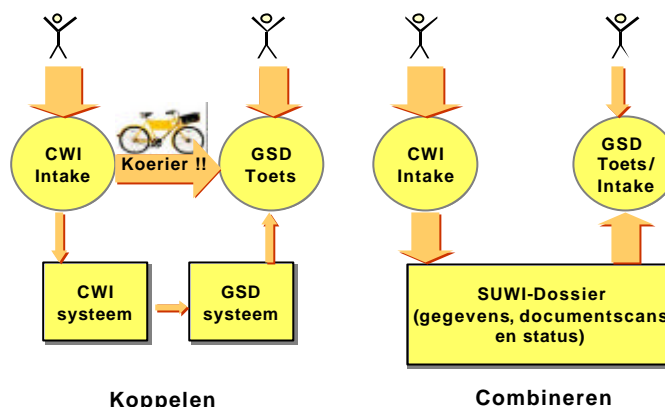 CWI
Intake
Koerier !!
GSD
Toets
CWI
systeem
GSD
systeem
Koppelen
CWI
Intake
GSD
Toets/
Intake
SUWI-Dossier
(gegevens, documentscans
en status)
Combineren